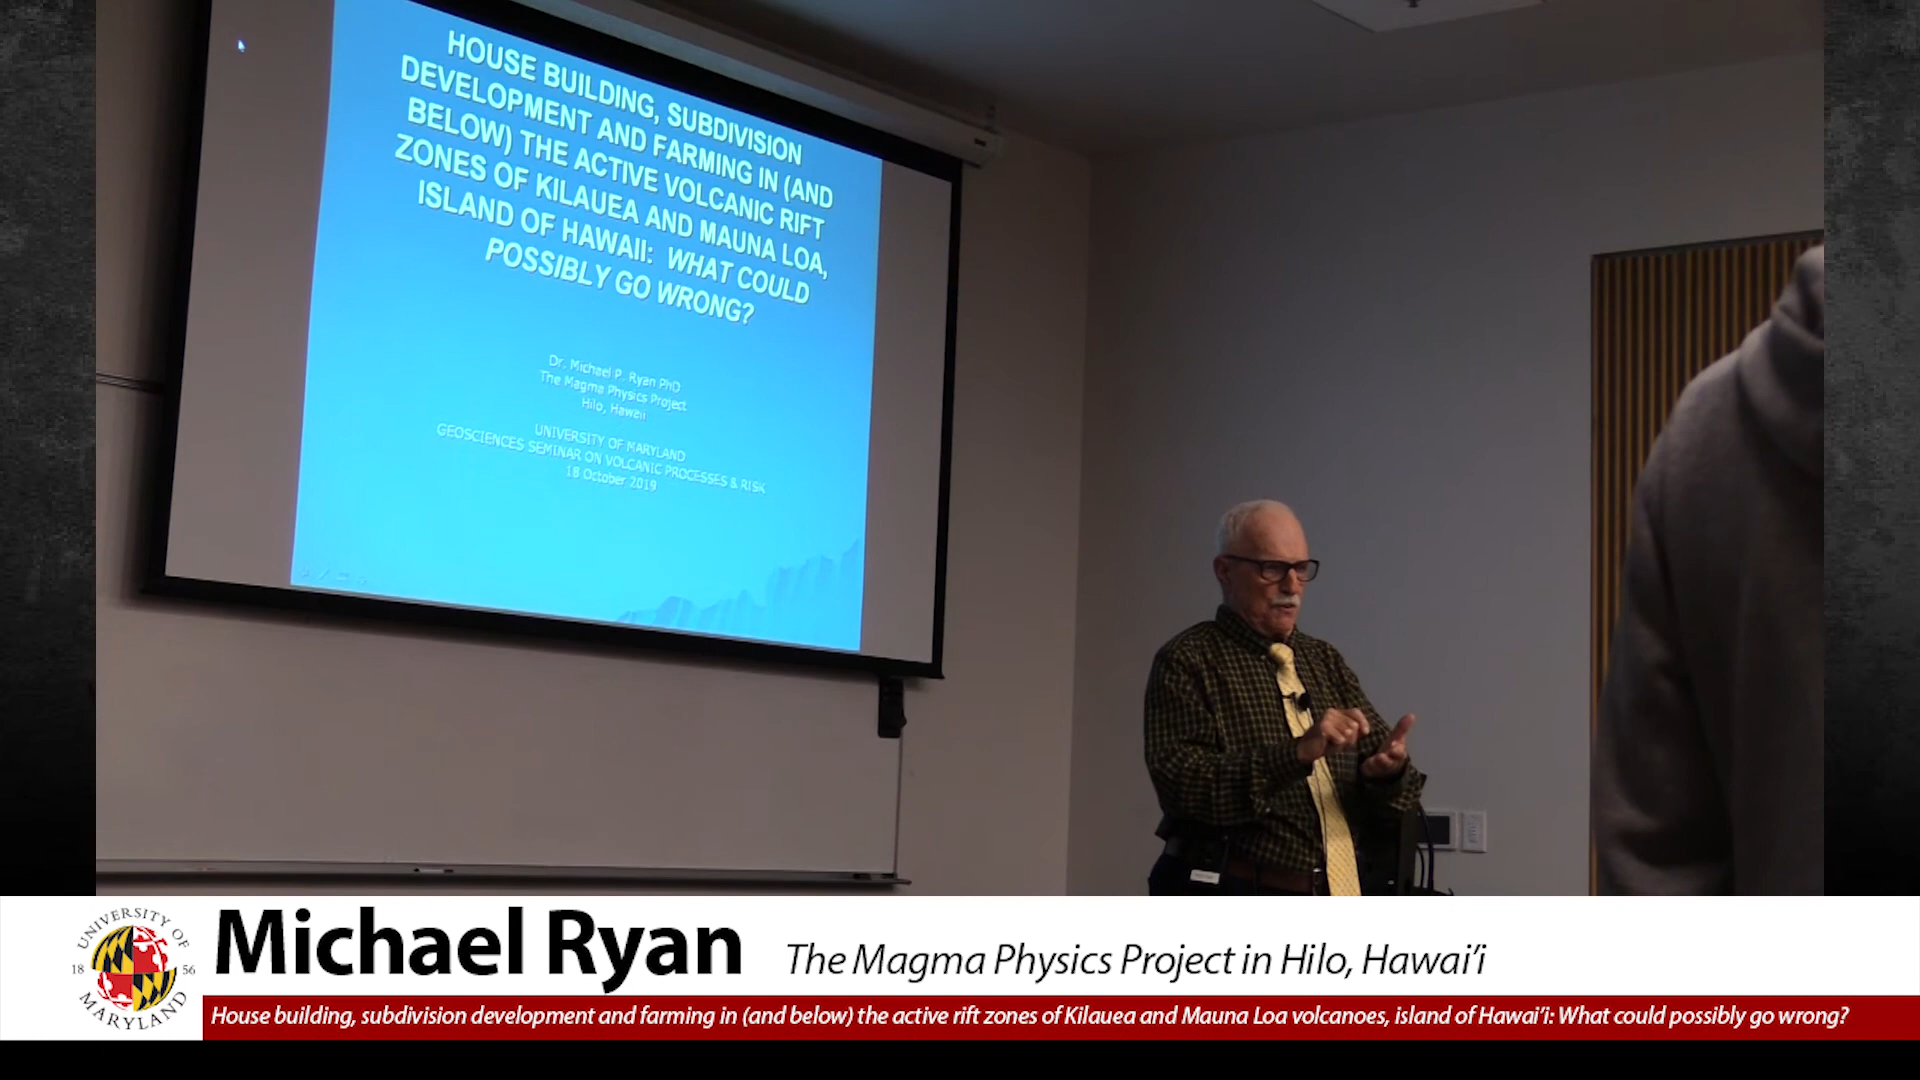 HOUSE BUILDING, SUBDIVISION
DEVELOPMENT AND FARMING IN (AND
BELOW) THE ACTIVE VOLCANIC RIFT
ZONES OF KILAUEA AND MAUNA LOA,
ISLAND OF HAWAII: WHAT COULD
POSSIBLY GO WRONG?
Dr. Michael P. Ryan PhD
The Magma Physics Project
Hilo, Hawaii
UNIVERSITY OF MARYLAND
GEOSCIENCES SEMINAR ON VOLCANIC PROCESSES & RISK
18 October 2019
UNIVERSITY OF
18 56
MARYLAND
Michael Ryan
The Magma Physics Project in Hilo, Hawai‘i
House building, subdivision development and farming in (and below) the active rift zones of Kilauea and Mauna Loa volcanoes, island of Hawai‘i: What could possibly go wrong?